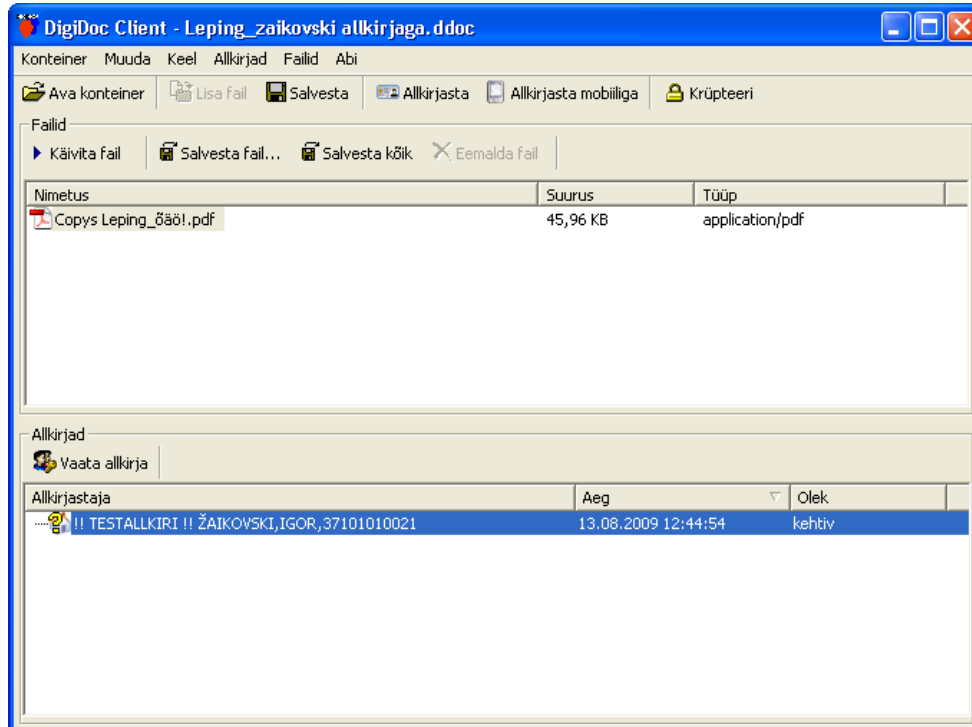 DigiDoc Client - Leping_zaikovski allkirjaga.ddoc
Konteiner Muuda Keel Allkirjad Failid Abi
Ava konteiner Lisa fail Salvesta Allkirjasta Allkirjasta mobiiliga Krüpteeri
Failid
Käivita fail Salvesta fail... Salvesta kõik Eemalda fail
Nimetus Suurus Tüüp
Copys Leping_õäö!.pdf 45,96 KB application/pdf
Allkirjad
Vaata allkirja
Allkirjastaja Aeg Olek
!! TESTALLKIRI !! ŽAIKOVSKI,IGOR,37101010021 13.08.2009 12:44:54 kehtiv